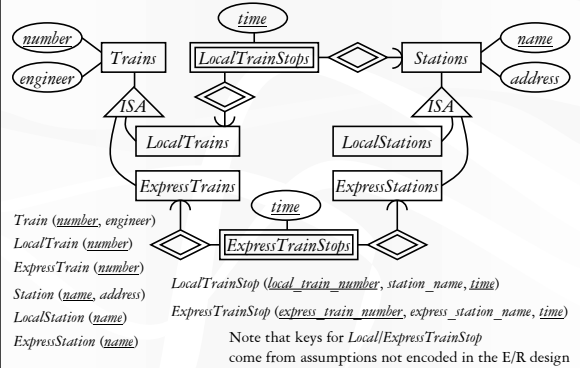 time
number
Trains
LocalTrainStops
Stations
name
engineer
address
ISA
ISA
LocalTrains
LocalStations
ExpressTrains
ExpressStations
time
ExpressTrainStops
Train (number, engineer)
LocalTrain (number)
ExpressTrain (number)
Station (name, address)
LocalStation (name)
ExpressStation (name)
LocalTrainStop (local_train_number, station_name, time)
ExpressTrainStop (express_train_number, express_station_name, time)
Note that keys for Local/ExpressTrainStop
come from assumptions not encoded in the E/R design